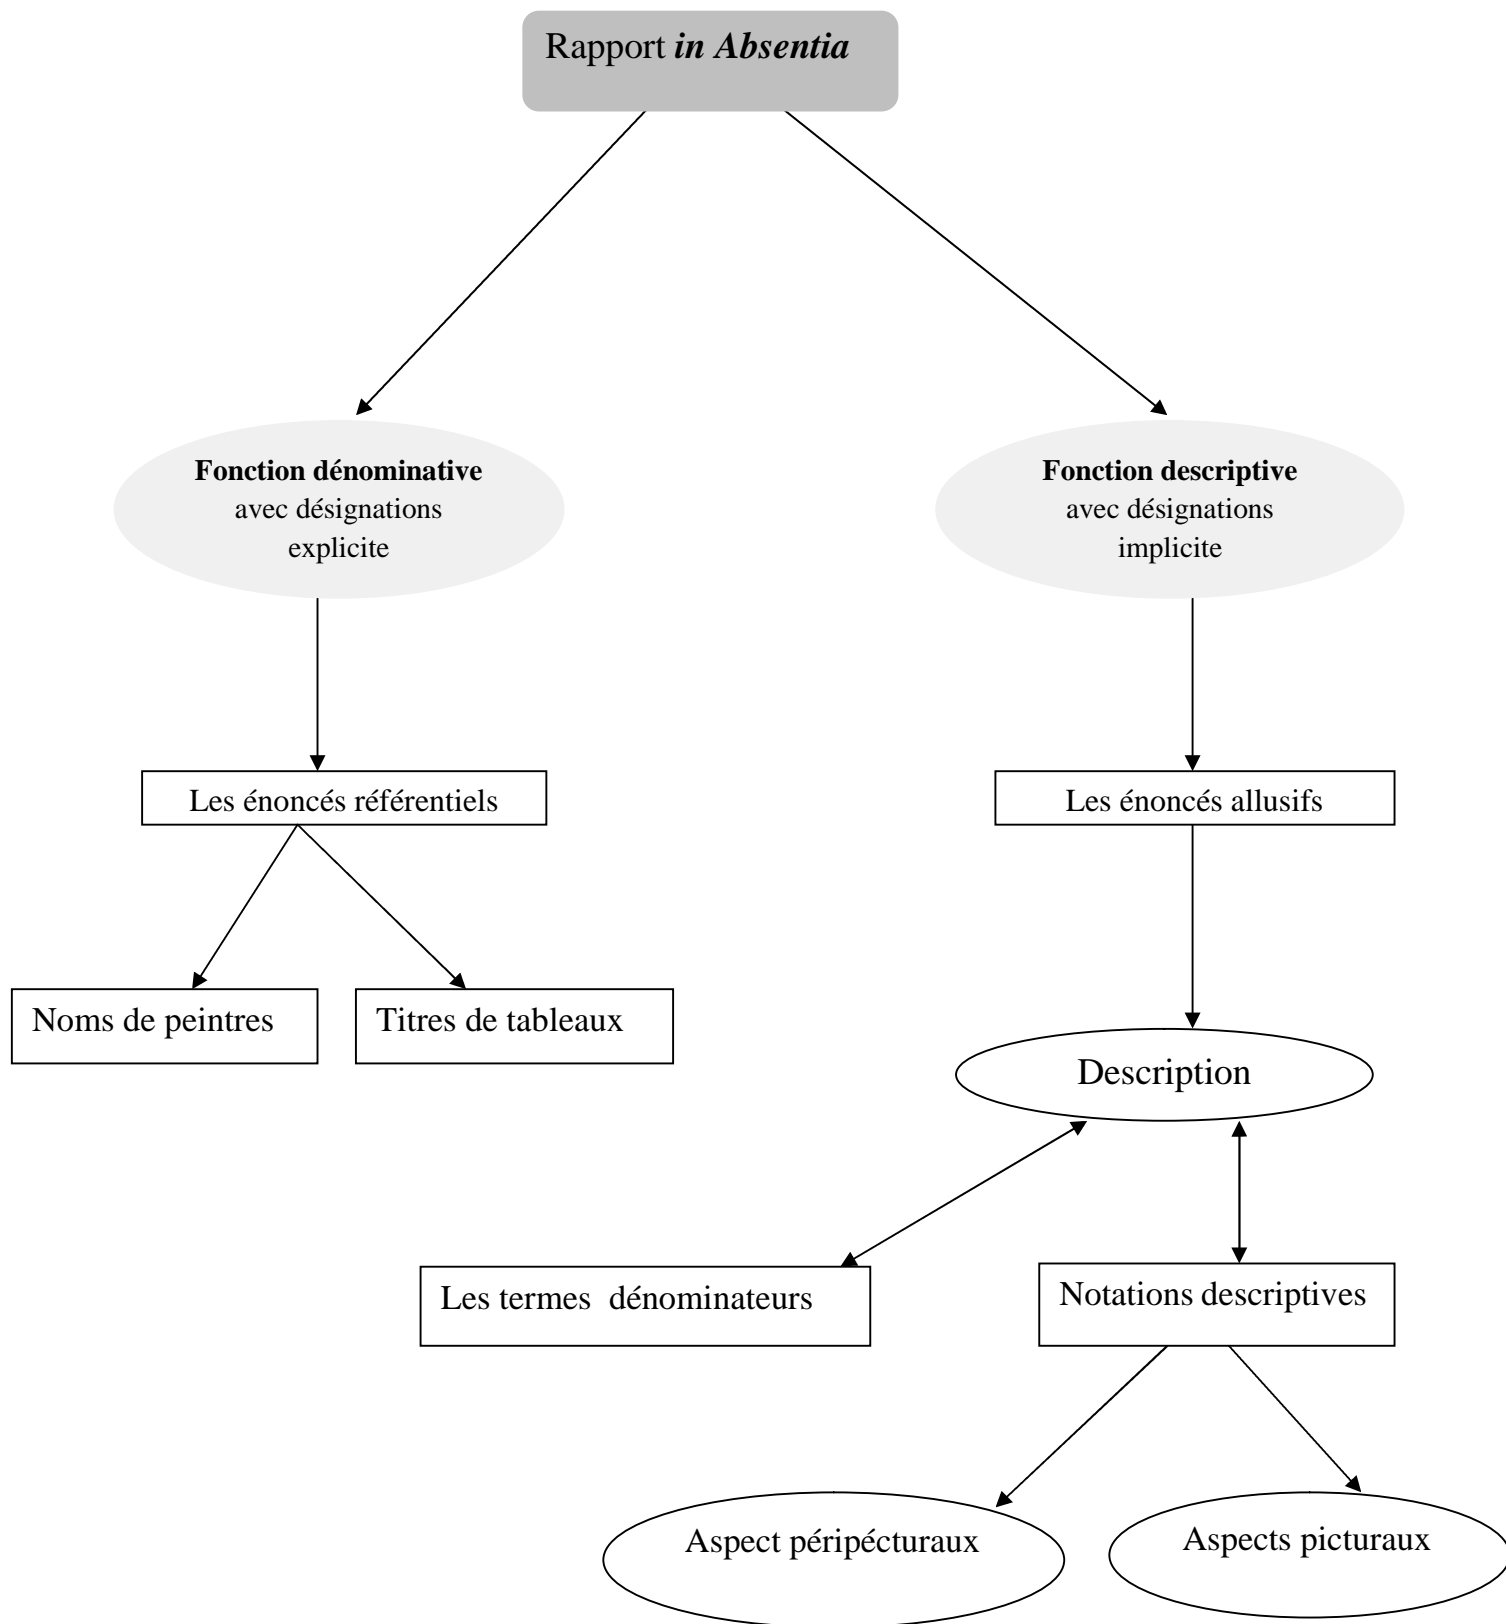 Rapport in Absentia
Fonction dénominative
avec désignations
explicite
Fonction descriptive
avec désignations
implicite
Les énoncés référentiels
Les énoncés allusifs
Noms de peintres
Titres de tableaux
Description
Les termes dénominateurs
Notations descriptives
Aspect péripécturaux
Aspects picturaux